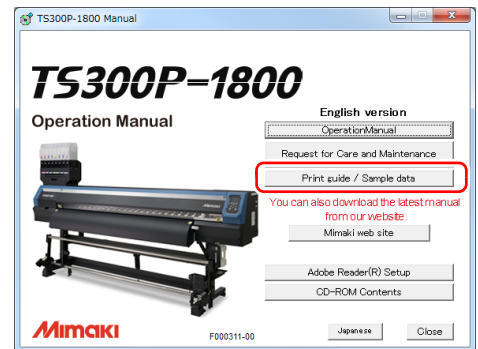 TS300P-1800 Manual
TS300P-1800
Operation Manual
English version
OperationManual
Request for Care and Maintenance
Print guide / Sample data
You can also download the latest manual
from our website.
Mimaki web site
Adobe Reader(R) Setup
CD-ROM Contents
Mimaki
F000311-00
Japanese
Close